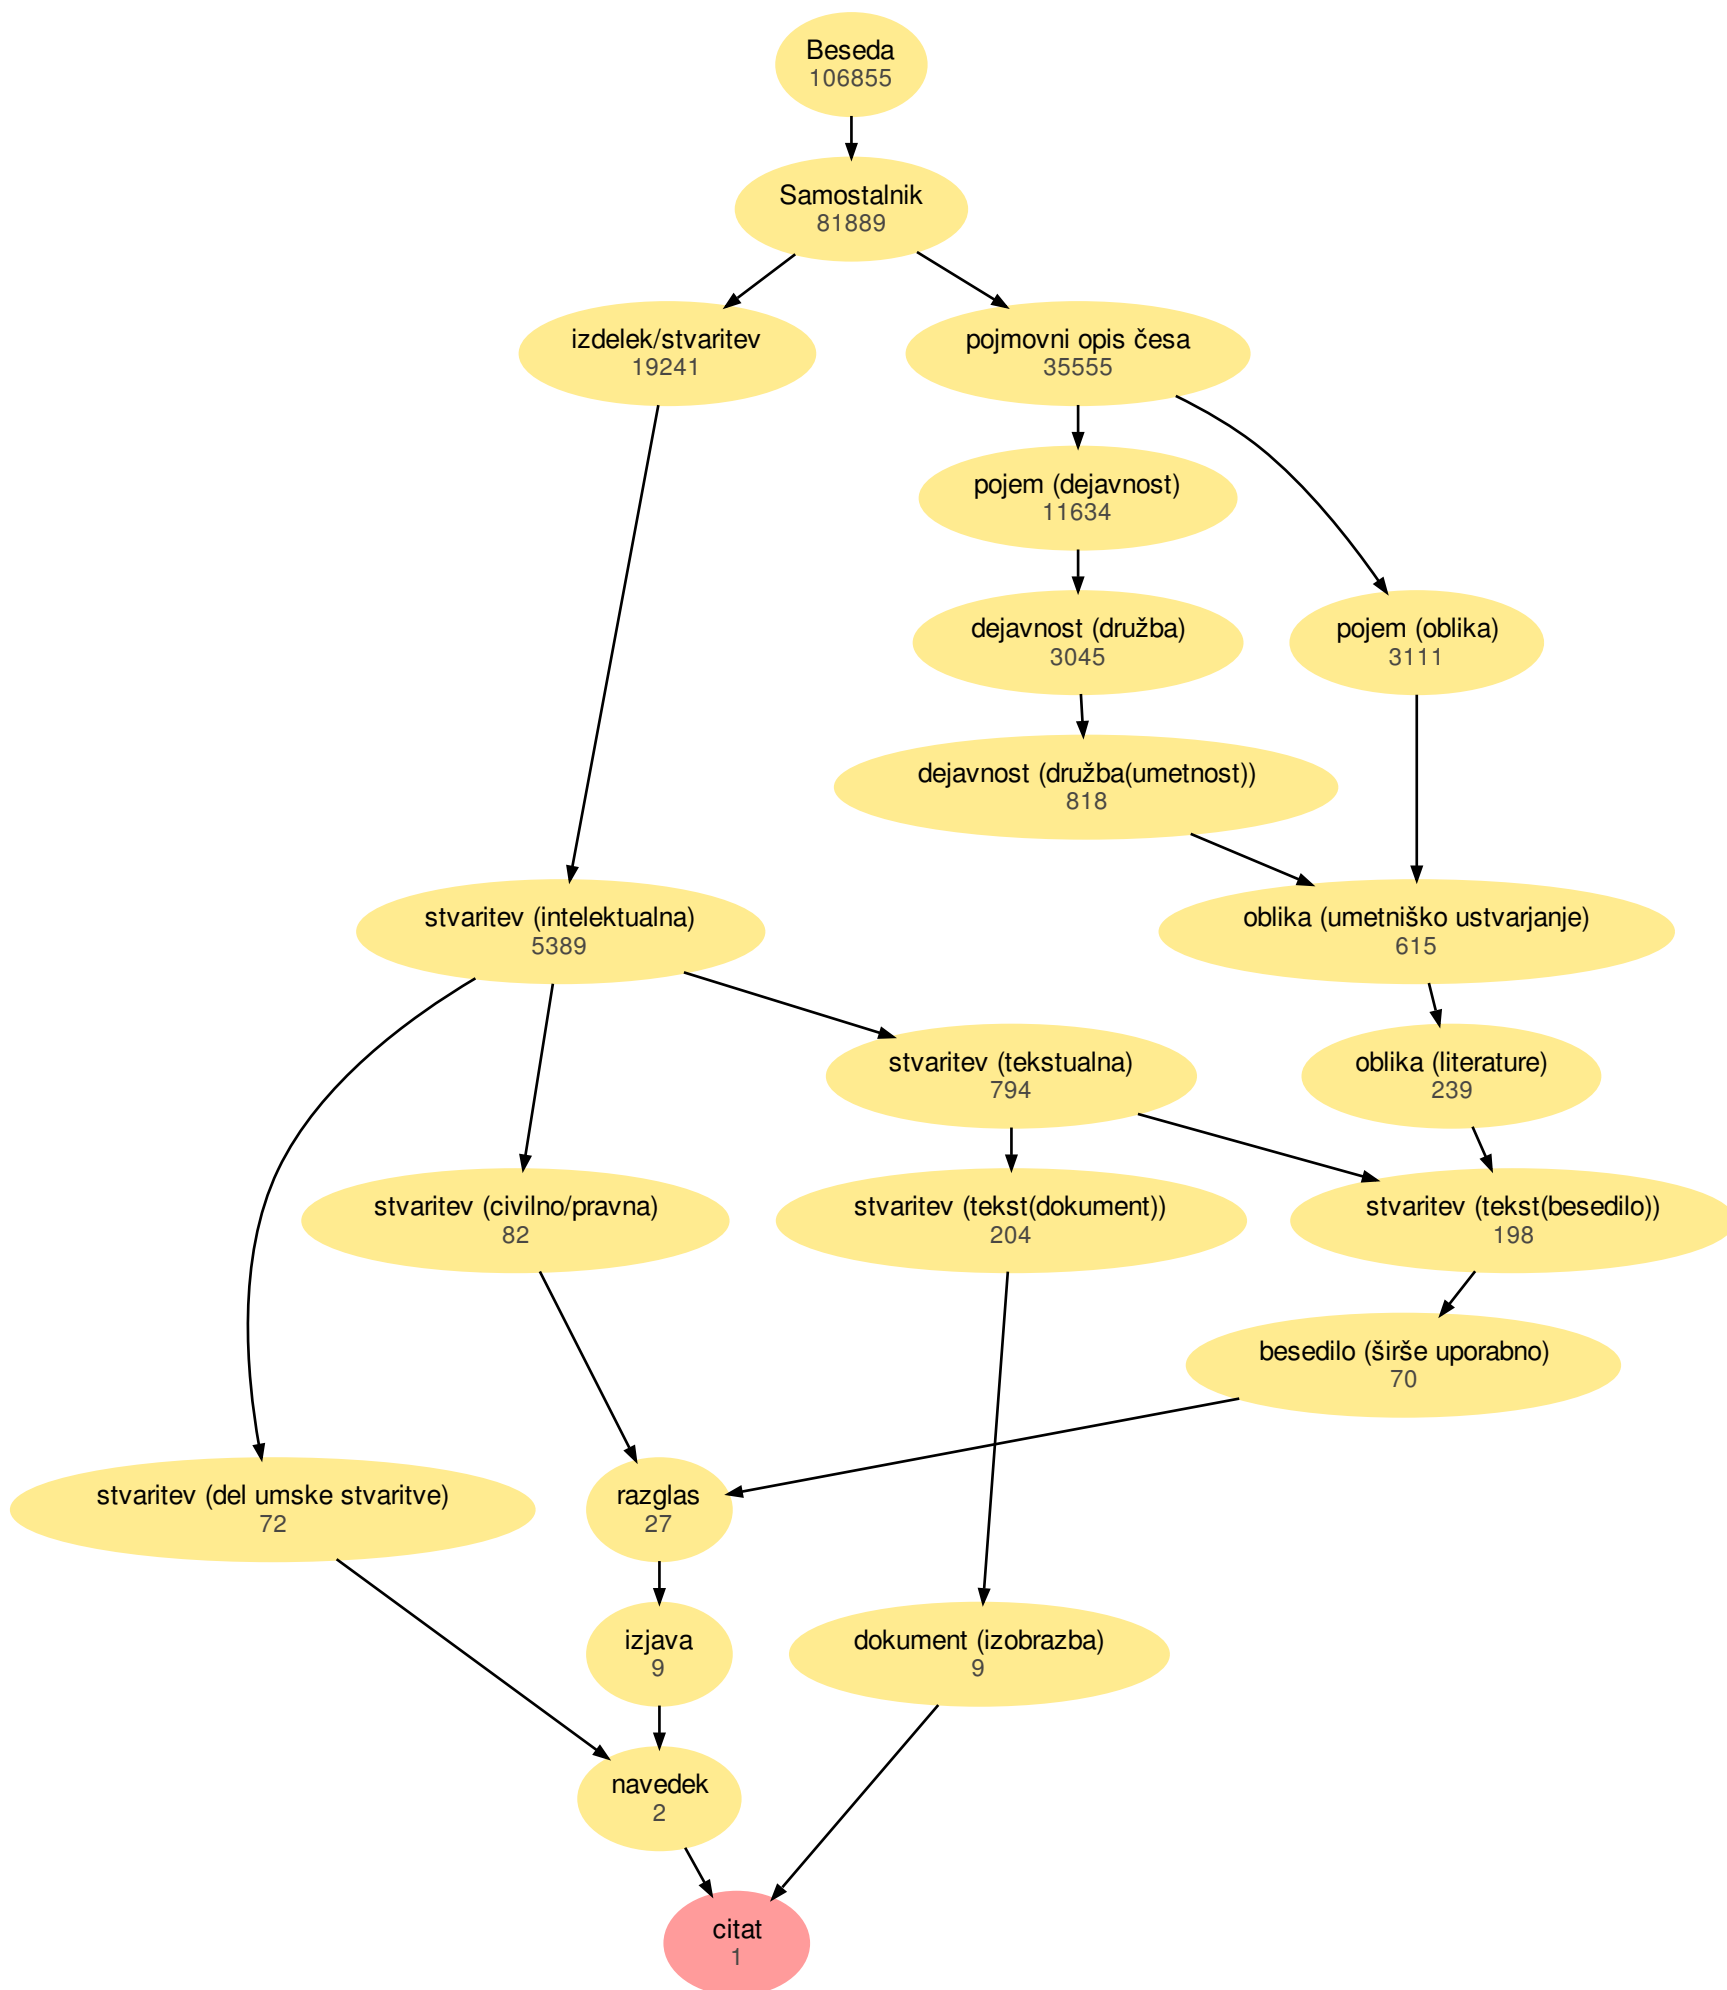 Beseda
106855
Samostalnik
81889
izdelek/stvaritev
19241
pojmovni opis česa
35555
pojem (dejavnost)
11634
dejavnost (družba)
3045
pojem (oblika)
3111
dejavnost (družba(umetnost))
818
stvaritev (intelektualna)
5389
oblika (umetniško ustvarjanje)
615
stvaritev (tekstualna)
794
oblika (literature)
239
stvaritev (civilno/pravna)
82
stvaritev (tekst(dokument))
204
stvaritev (tekst(besedilo))
198
besedilo (širše uporabno)
70
stvaritev (del umske stvaritve)
72
razglas
27
izjava
9
dokument (izobrazba)
9
navedek
2
citat
1